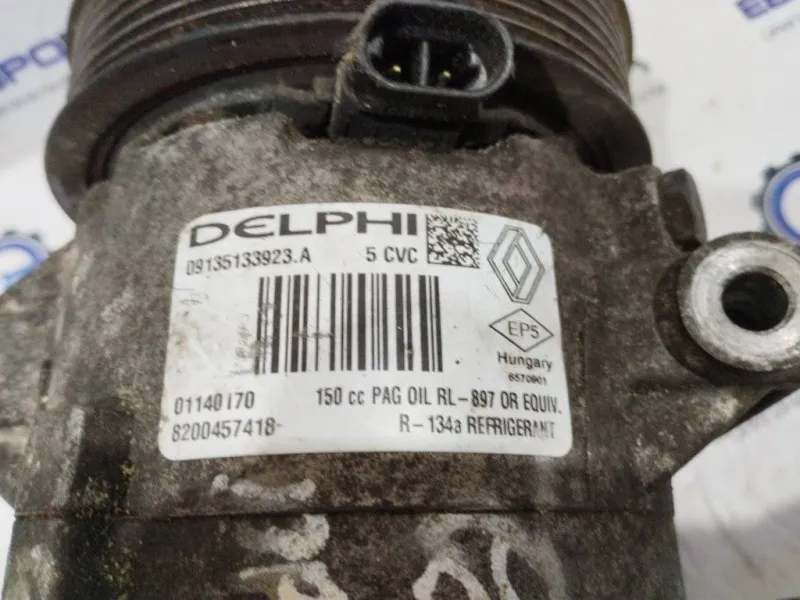 DELPHI
09135133923.A 5 CVC
EP5
Hungary
6570901
01140170 150 cc PAG OIL RL-897 OR EQUIV.
8200457418- R-134a REFRIGERANT